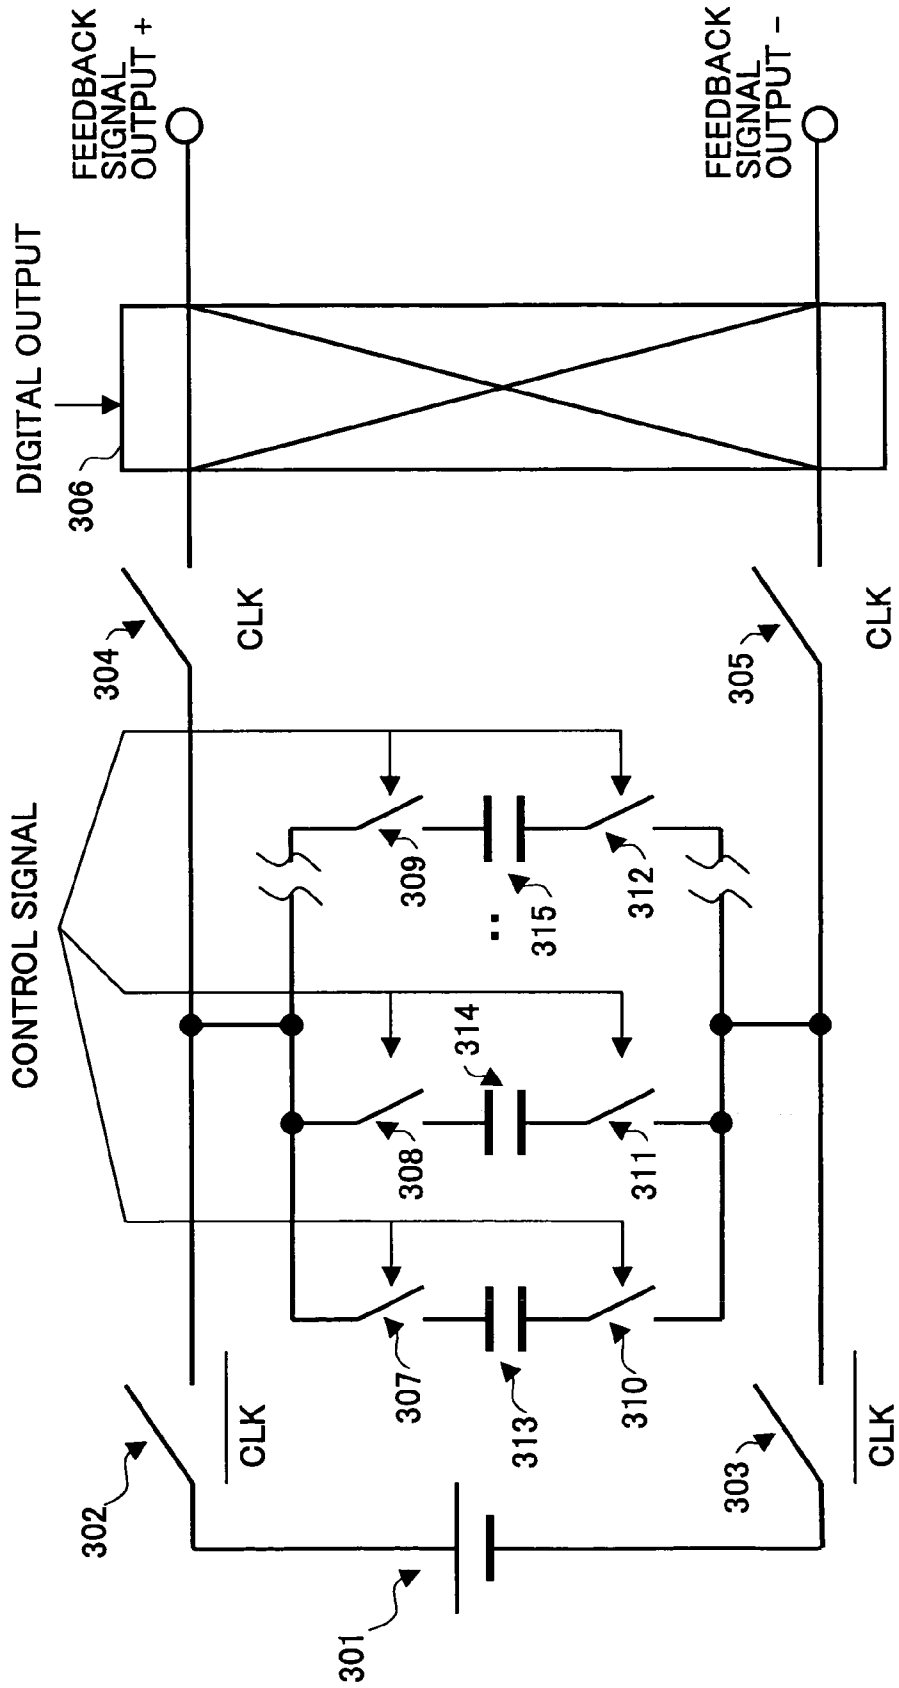 FEEDBACK
SIGNAL
OUTPUT +
FEEDBACK
SIGNAL
OUTPUT -
DIGITAL OUTPUT
306
304
CLK
305
CLK
CONTROL SIGNAL
309
315
312
308
314
311
307
313
310
302
CLK
303
CLK
301